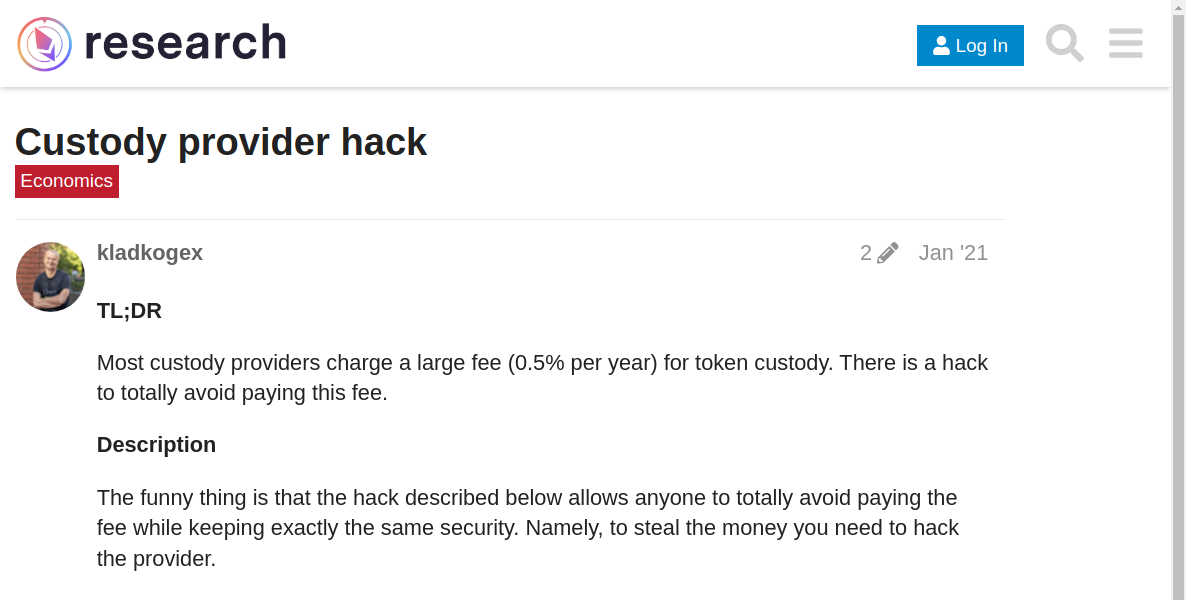 research
Log In
Custody provider hack
Economics
kladkogex
2
Jan '21
TL;DR
Most custody providers charge a large fee (0.5% per year) for token custody. There is a hack
to totally avoid paying this fee.
Description
The funny thing is that the hack described below allows anyone to totally avoid paying the
fee while keeping exactly the same security. Namely, to steal the money you need to hack
the provider.